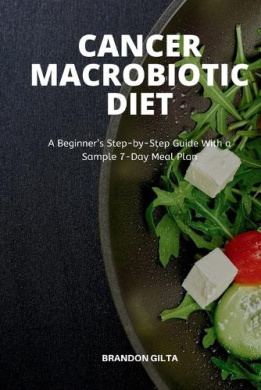 CANCER
MACROBIOTIC
DIET
A Beginner's Step-by-Step Guide With a
Sample 7-Day Meal Plan
BRANDON GILTA